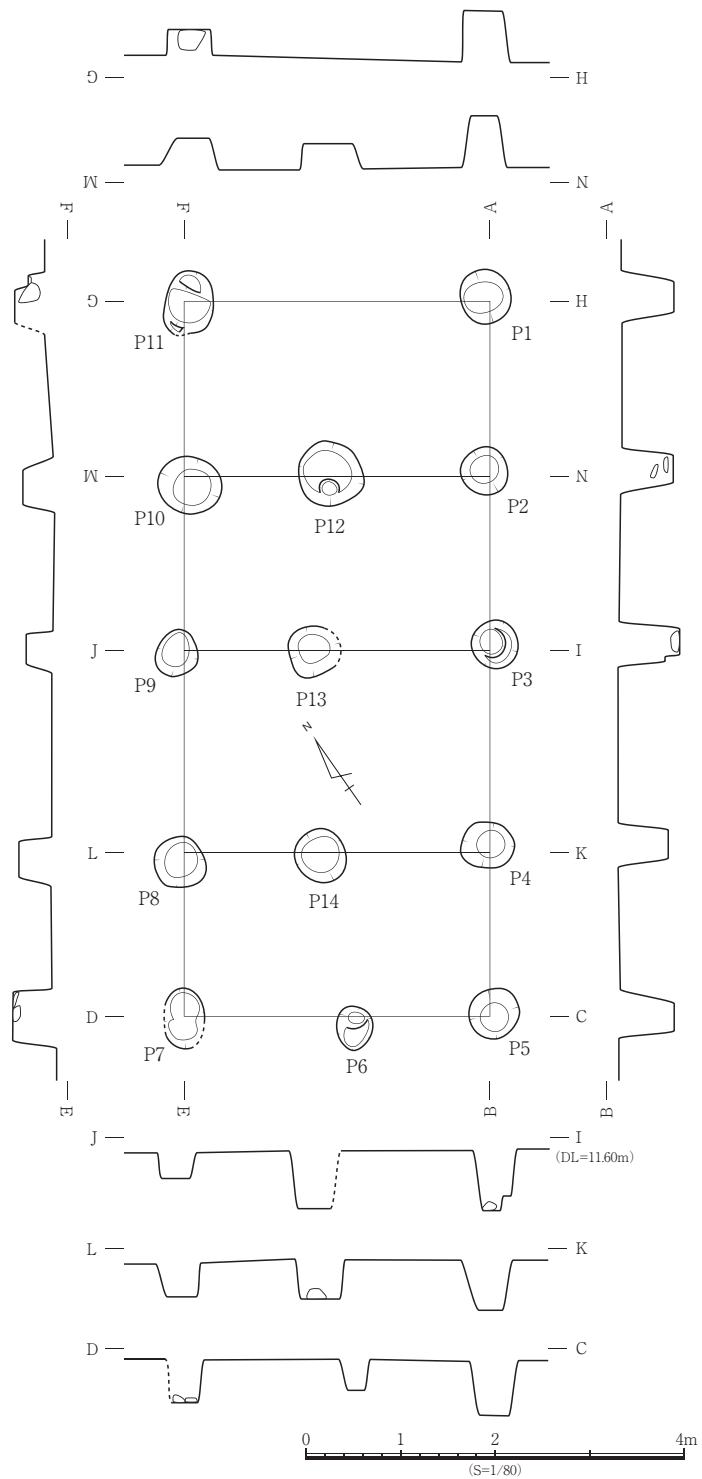 G H
M N
F F A A
G H
P11 P1
M N
P10 P12 P2
J I
P9 P13 P3
N
L K
P8 P14 P4
D C
P7 P6 P5
E E B B
J I
(DL=11.60m)
L K
D C
0 1 2 4m
(S=1/80)